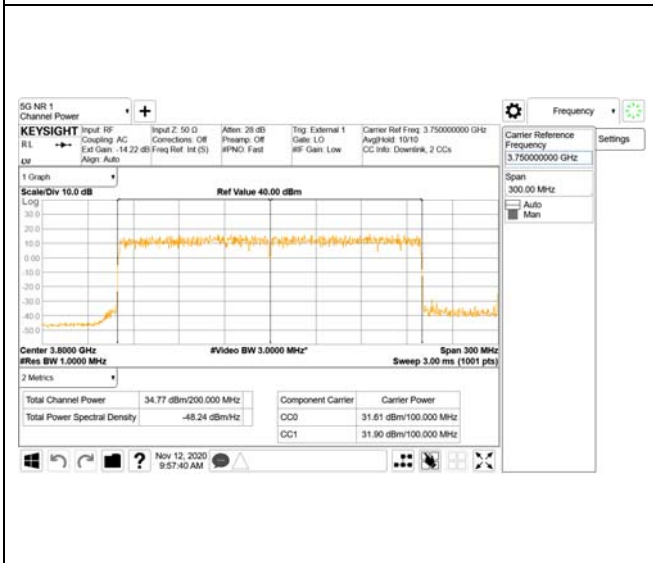 5G NR 1
Channel Power
Frequency
KEYSIGHT
RL
Input: RF
Coupling: AC
Ext Gain: -14.22 dB
Align: Auto
Input Z: 50 Ω
Corrections: Off
Freq Ref: Int (S)
Atten: 28 dB
Preamp: Off
#PNO: Fast
Trig: External 1
Gate: LO
#IF Gain: Low
Carrier Ref Freq: 3.750000000 GHz
Avg|Hold: 10/10
CC Info: Downlink, 2 CCs
Carrier Reference
Frequency
3.750000000 GHz
Settings
Span
300.00 MHz
Auto
Man
1 Graph
Scale/Div 10.0 dB
Ref Value 40.00 dBm
Log
30.0
20.0
10.0
0.00
-10.0
-20.0
-30.0
-40.0
-50.0
Center 3.8000 GHz
#Video BW 3.0000 MHz*
Span 300 MHz
#Res BW 1.0000 MHz
Sweep 3.00 ms (1001 pts)
2 Metrics
Total Channel Power
34.77 dBm/200.000 MHz
Total Power Spectral Density
-48.24 dBm/Hz
Component Carrier
Carrier Power
CC0
31.61 dBm/100.000 MHz
CC1
31.90 dBm/100.000 MHz
?
Nov 12, 2020
9:57:40 AM